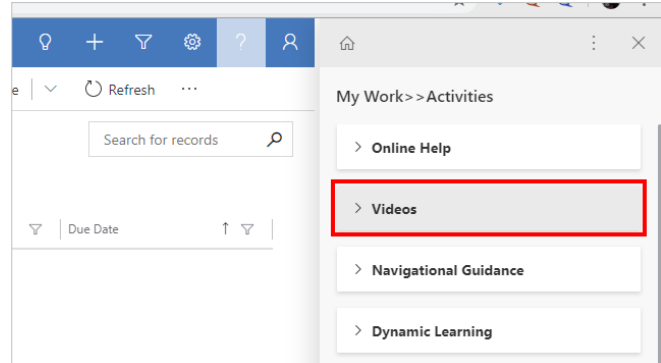 ?
e
Refresh
...
My Work>>Activities
Search for records
Online Help
Videos
Due Date
Navigational Guidance
Dynamic Learning